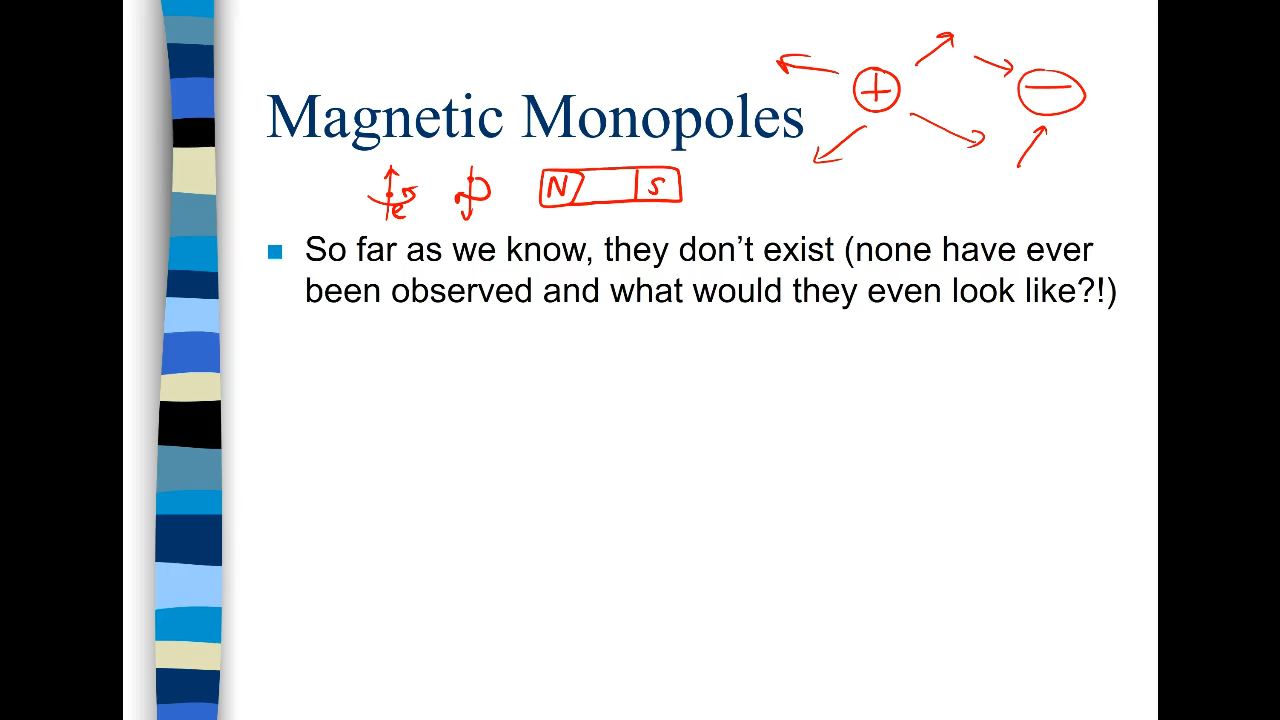 + −
Magnetic Monopoles
e N S
So far as we know, they don’t exist (none have ever
been observed and what would they even look like?!)